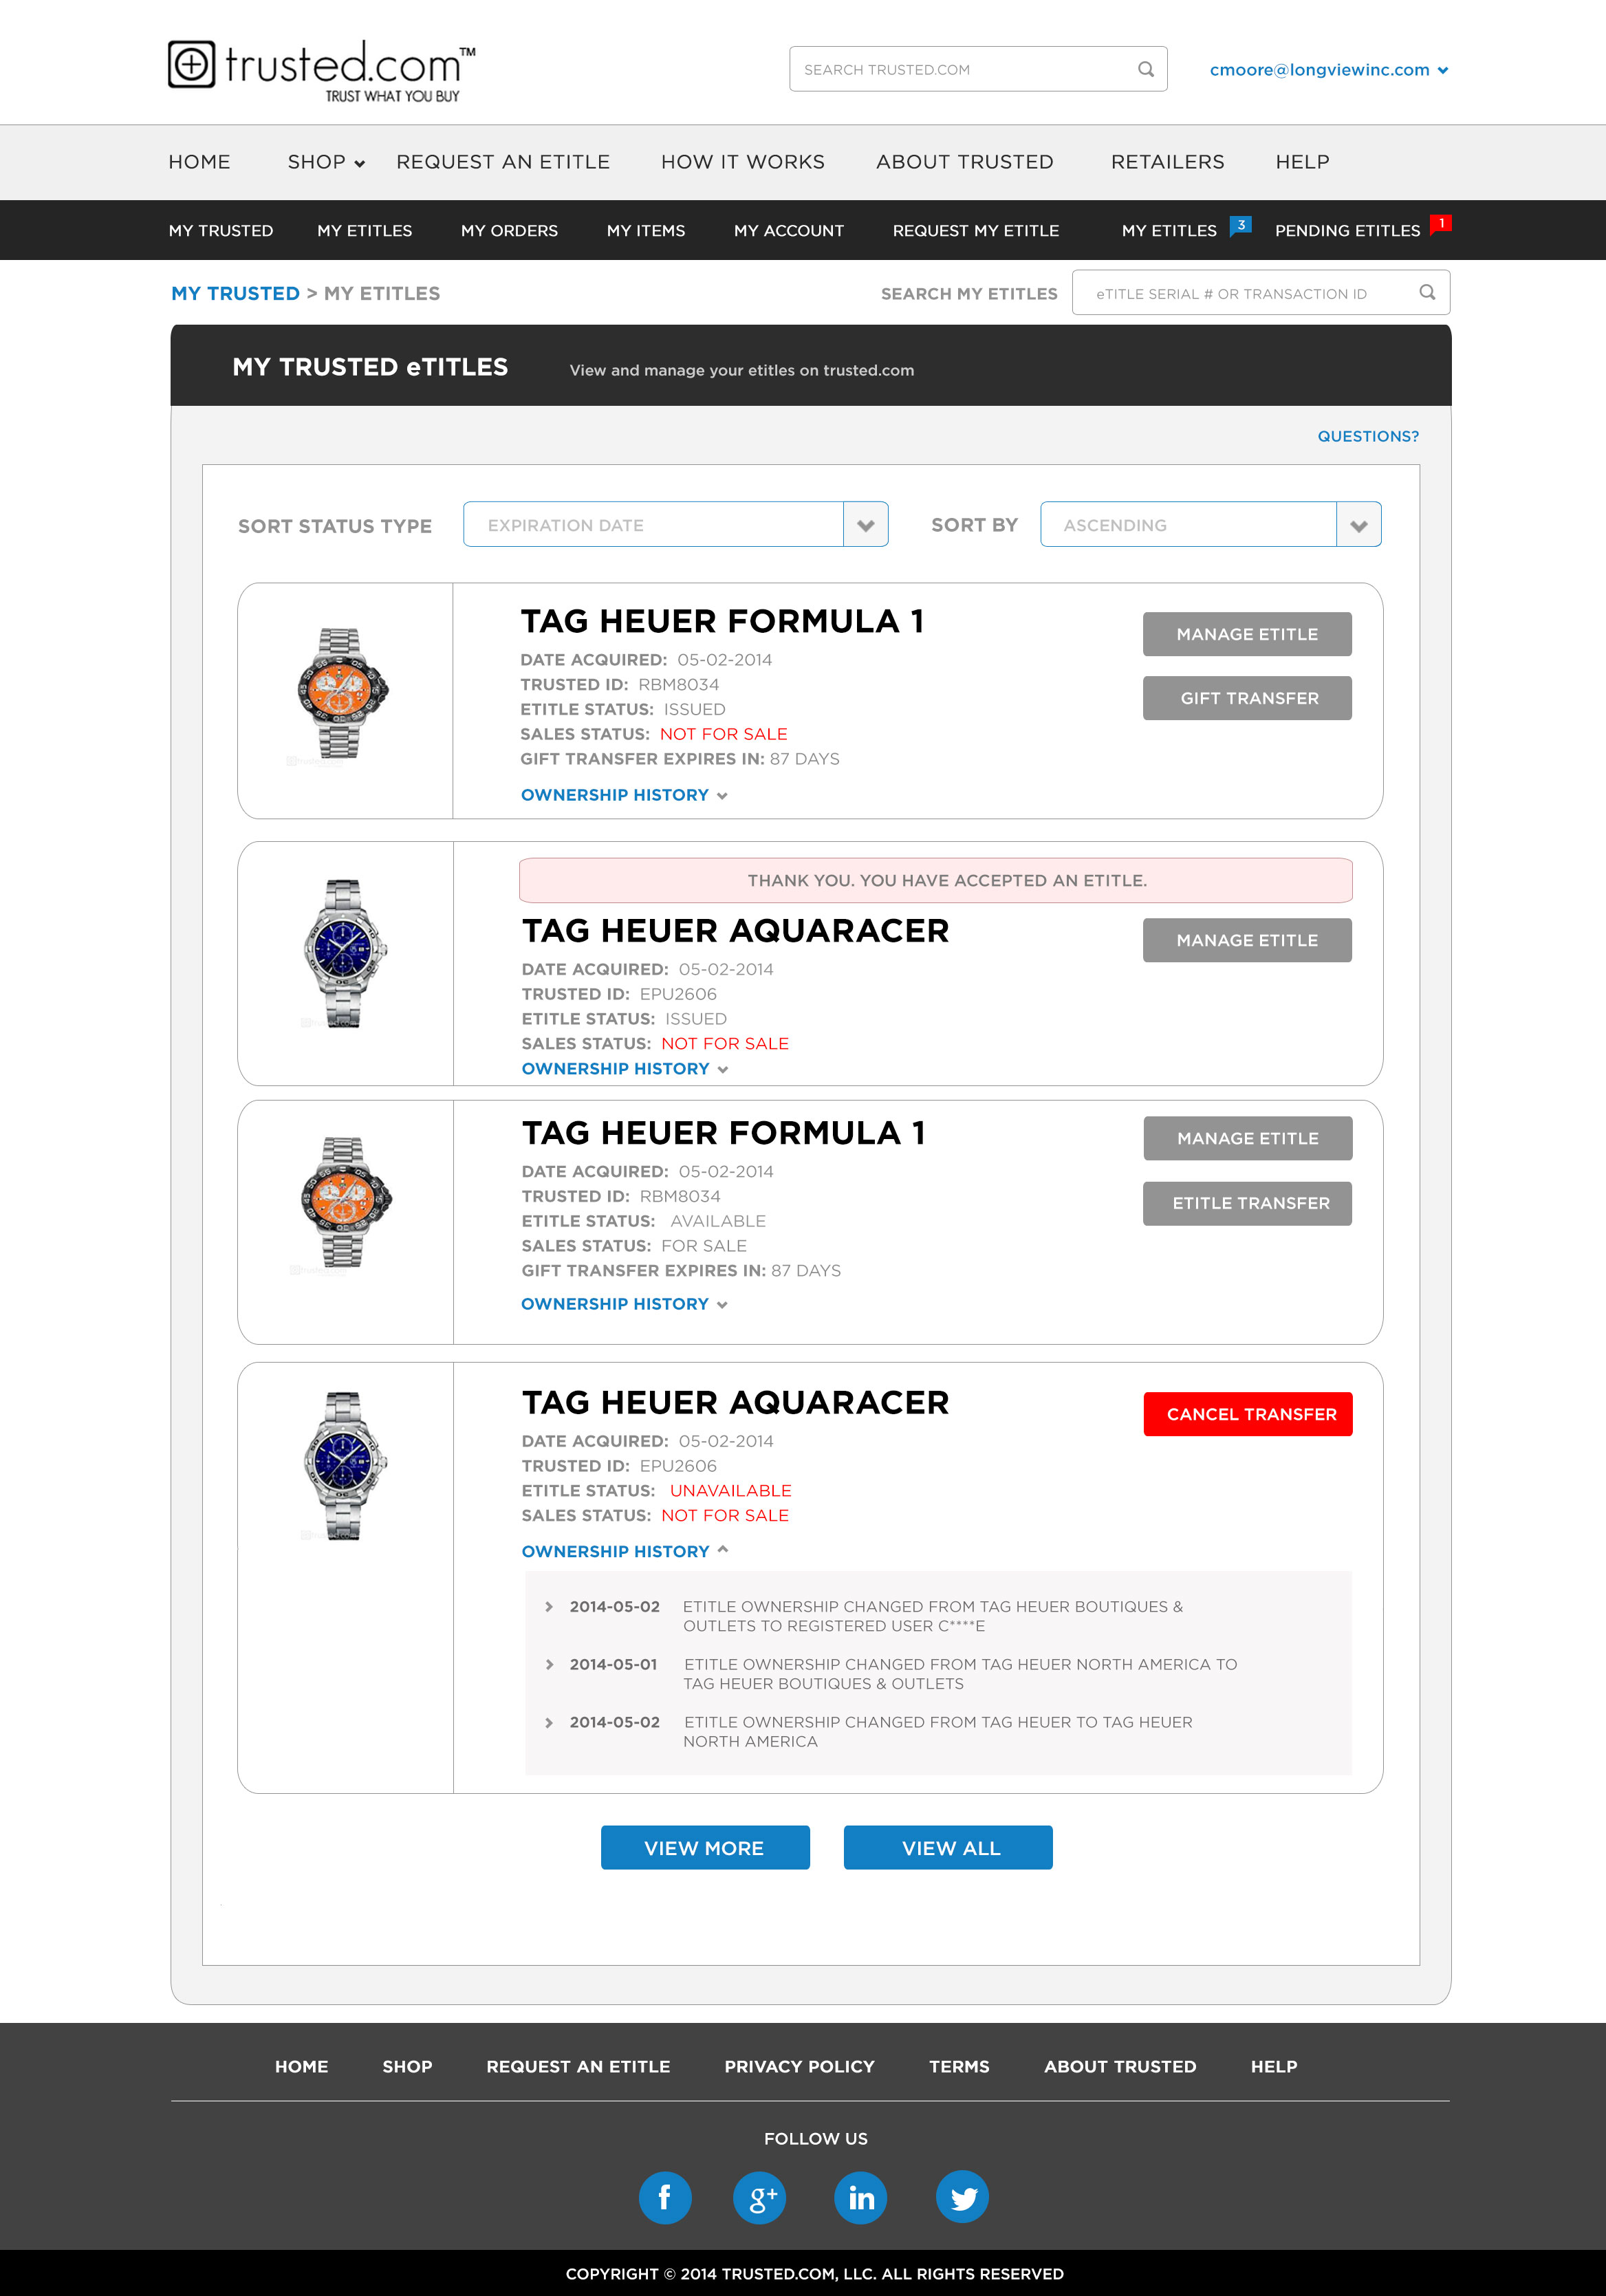 trusted.com™
TRUST WHAT YOU BUY
SEARCH TRUSTED.COM
cmoore@longviewinc.com
HOME SHOP REQUEST AN ETITLE HOW IT WORKS ABOUT TRUSTED RETAILERS HELP
MY TRUSTED MY ETITLES MY ORDERS MY ITEMS MY ACCOUNT REQUEST MY ETITLE MY ETITLES 3 PENDING ETITLES 1
MY TRUSTED > MY ETITLES
SEARCH MY ETITLES eTITLE SERIAL # OR TRANSACTION ID
MY TRUSTED eTITLES View and manage your etitles on trusted.com
QUESTIONS?
SORT STATUS TYPE EXPIRATION DATE SORT BY ASCENDING
TAG HEUER FORMULA 1
DATE ACQUIRED: 05-02-2014
TRUSTED ID: RBM8034
ETITLE STATUS: ISSUED
SALES STATUS: NOT FOR SALE
GIFT TRANSFER EXPIRES IN: 87 DAYS
OWNERSHIP HISTORY
MANAGE ETITLE
GIFT TRANSFER
THANK YOU. YOU HAVE ACCEPTED AN ETITLE.
TAG HEUER AQUARACER
DATE ACQUIRED: 05-02-2014
TRUSTED ID: EPU2606
ETITLE STATUS: ISSUED
SALES STATUS: NOT FOR SALE
OWNERSHIP HISTORY
MANAGE ETITLE
TAG HEUER FORMULA 1
DATE ACQUIRED: 05-02-2014
TRUSTED ID: RBM8034
ETITLE STATUS: AVAILABLE
SALES STATUS: FOR SALE
GIFT TRANSFER EXPIRES IN: 87 DAYS
OWNERSHIP HISTORY
MANAGE ETITLE
ETITLE TRANSFER
TAG HEUER AQUARACER
DATE ACQUIRED: 05-02-2014
TRUSTED ID: EPU2606
ETITLE STATUS: UNAVAILABLE
SALES STATUS: NOT FOR SALE
OWNERSHIP HISTORY
CANCEL TRANSFER
2014-05-02 ETITLE OWNERSHIP CHANGED FROM TAG HEUER BOUTIQUES &
OUTLETS TO REGISTERED USER C****E
2014-05-01 ETITLE OWNERSHIP CHANGED FROM TAG HEUER NORTH AMERICA TO
TAG HEUER BOUTIQUES & OUTLETS
2014-05-02 ETITLE OWNERSHIP CHANGED FROM TAG HEUER TO TAG HEUER
NORTH AMERICA
VIEW MORE VIEW ALL
HOME SHOP REQUEST AN ETITLE PRIVACY POLICY TERMS ABOUT TRUSTED HELP
FOLLOW US
f g+ in
COPYRIGHT © 2014 TRUSTED.COM, LLC. ALL RIGHTS RESERVED